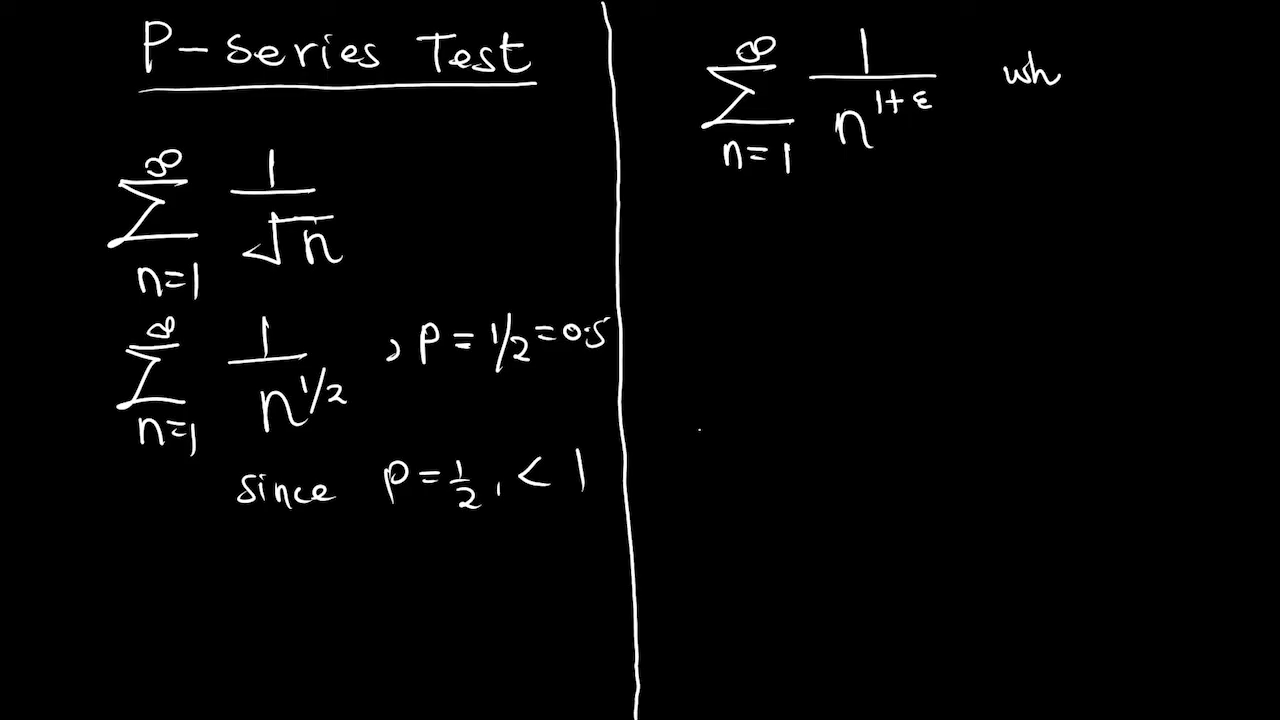 P-Series Test
∞
∑ 1/√n
n=1
∞
∑ 1/n^1/2 , P = 1/2 = 0.5
n=1
since p = 1/2, < 1
∞
∑ 1/n^1+ε wh
n=1